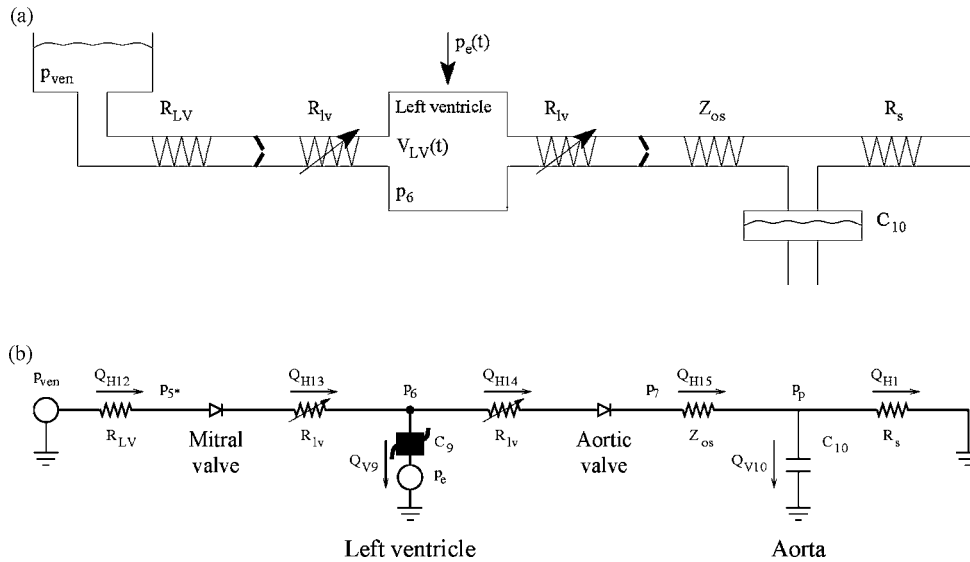 (a)
p_ven
R_LV
R_lv
p_e(t)
Left ventricle
V_LV(t)
p_6
R_lv
Z_os
R_s
C_10
(b)
p_ven
Q_H12
p_5*
Q_H13
p_6
Q_H14
p_7
Q_H15
p_p
Q_H1
R_LV
Mitral
valve
R_lv
C_9
Q_V9
p_e
R_lv
Aortic
valve
Z_os
C_10
Q_V10
R_s
Left ventricle
Aorta